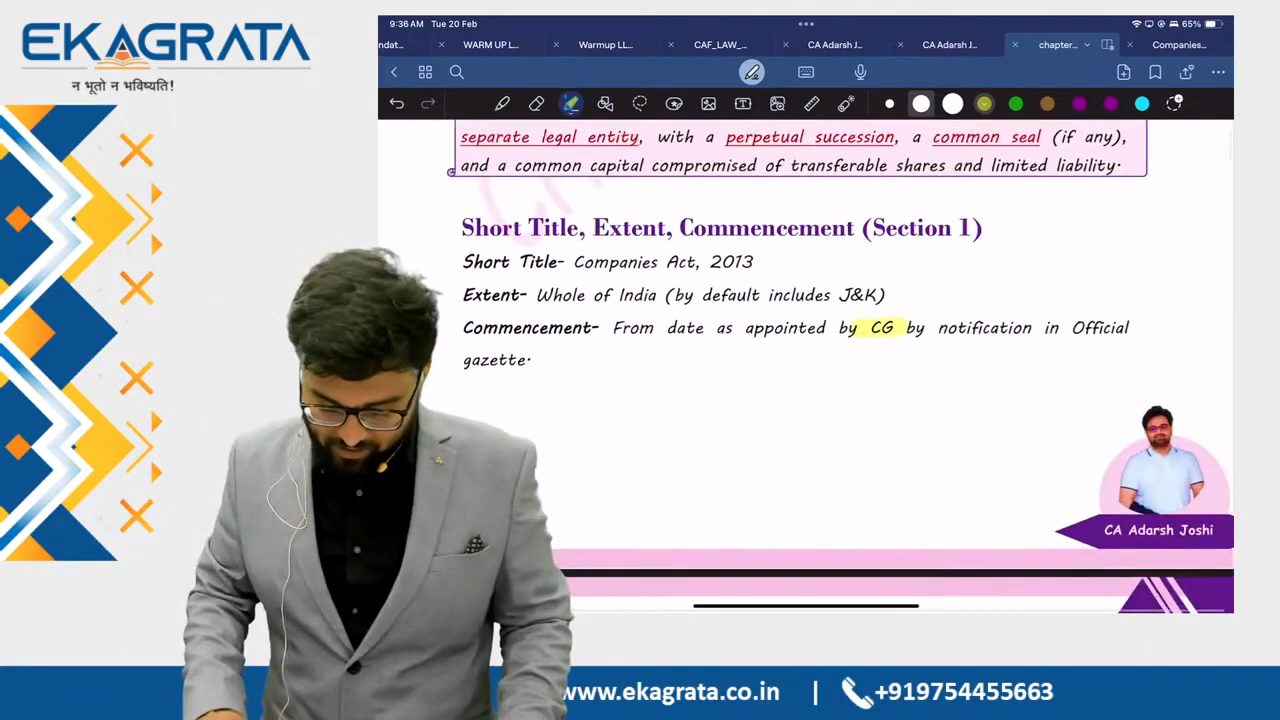 EKAGRATA
न भूतो न भविष्यति!
9:36 AM Tue 20 Feb
65%
ndat...
WARM UP L...
Warmup LL...
CAF_LAW_...
CA Adarsh J...
CA Adarsh J...
chapter...
Companies...
separate legal entity, with a perpetual succession, a common seal (if any),
and a common capital compromised of transferable shares and limited liability.
Short Title, Extent, Commencement (Section 1)
Short Title- Companies Act, 2013
Extent- Whole of India (by default includes J&K)
Commencement- From date as appointed by CG by notification in Official
gazette.
CA Adarsh Joshi
www.ekagrata.co.in | +919754455663